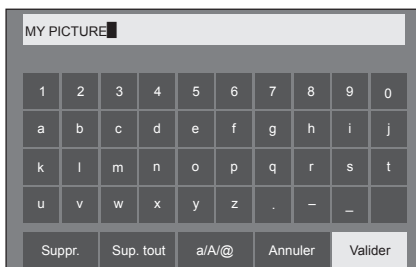 MY PICTURE
1 2 3 4 5 6 7 8 9 0
a b c d e f g h i j
k l m n o p q r s t
u v w x y z . – _
Suppr. Sup. tout a/A/@ Annuler Valider